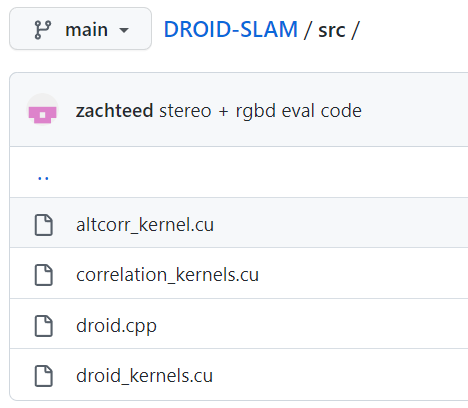 main DROID-SLAM / src /
zachteed stereo + rgbd eval code
..
altcorr_kernel.cu
correlation_kernels.cu
droid.cpp
droid_kernels.cu